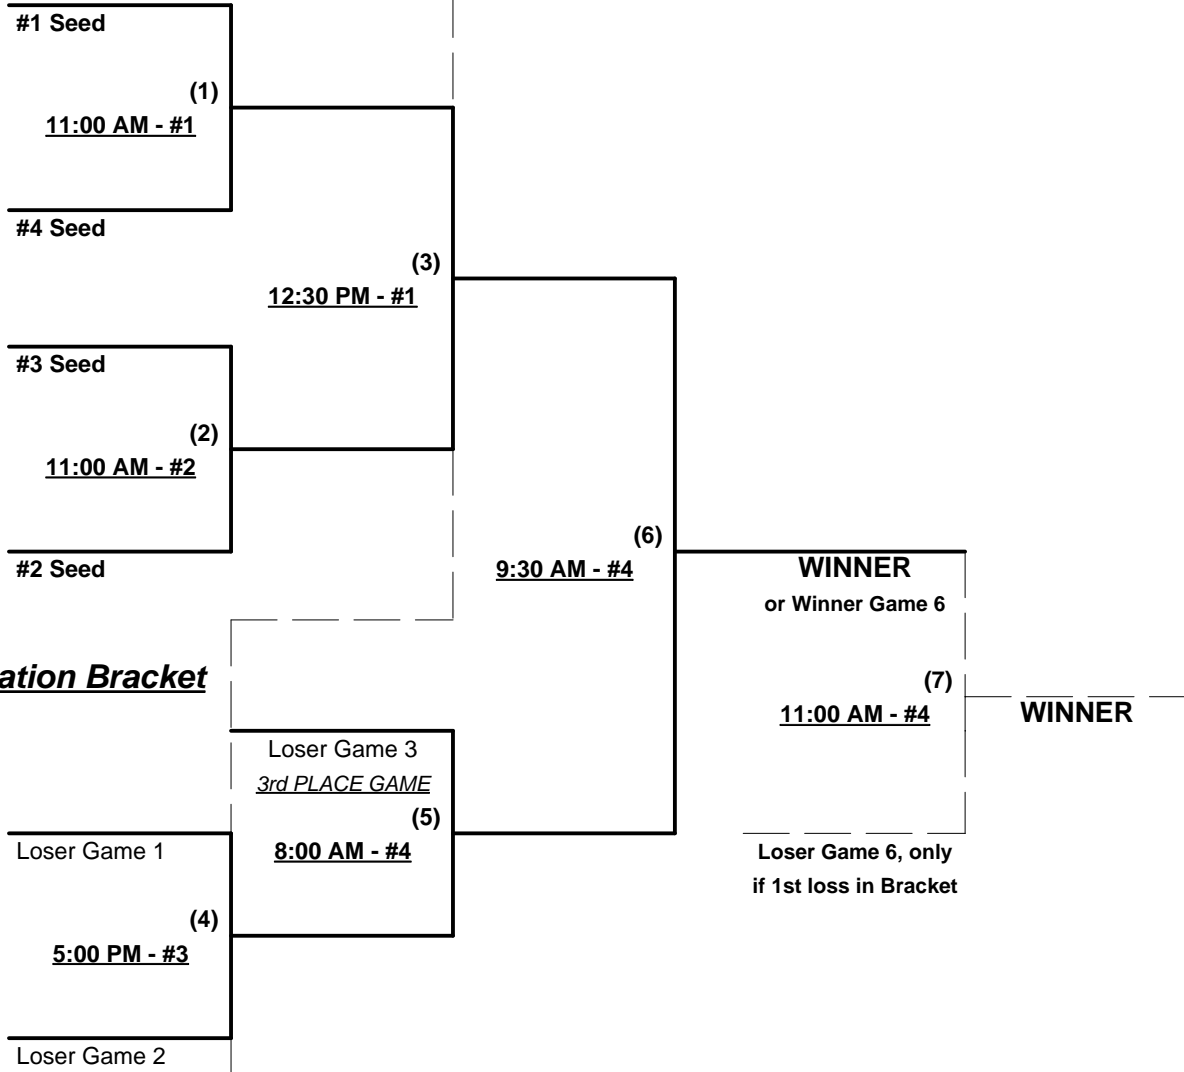 #1 Seed
(1)
11:00 AM - #1
#4 Seed
(3)
12:30 PM - #1
#3 Seed
(2)
11:00 AM - #2
#2 Seed
(6)
9:30 AM - #4
WINNER
or Winner Game 6
ation Bracket
(7)
11:00 AM - #4
WINNER
Loser Game 3
3rd PLACE GAME
(5)
8:00 AM - #4
Loser Game 1
Loser Game 6, only
if 1st loss in Bracket
(4)
5:00 PM - #3
Loser Game 2